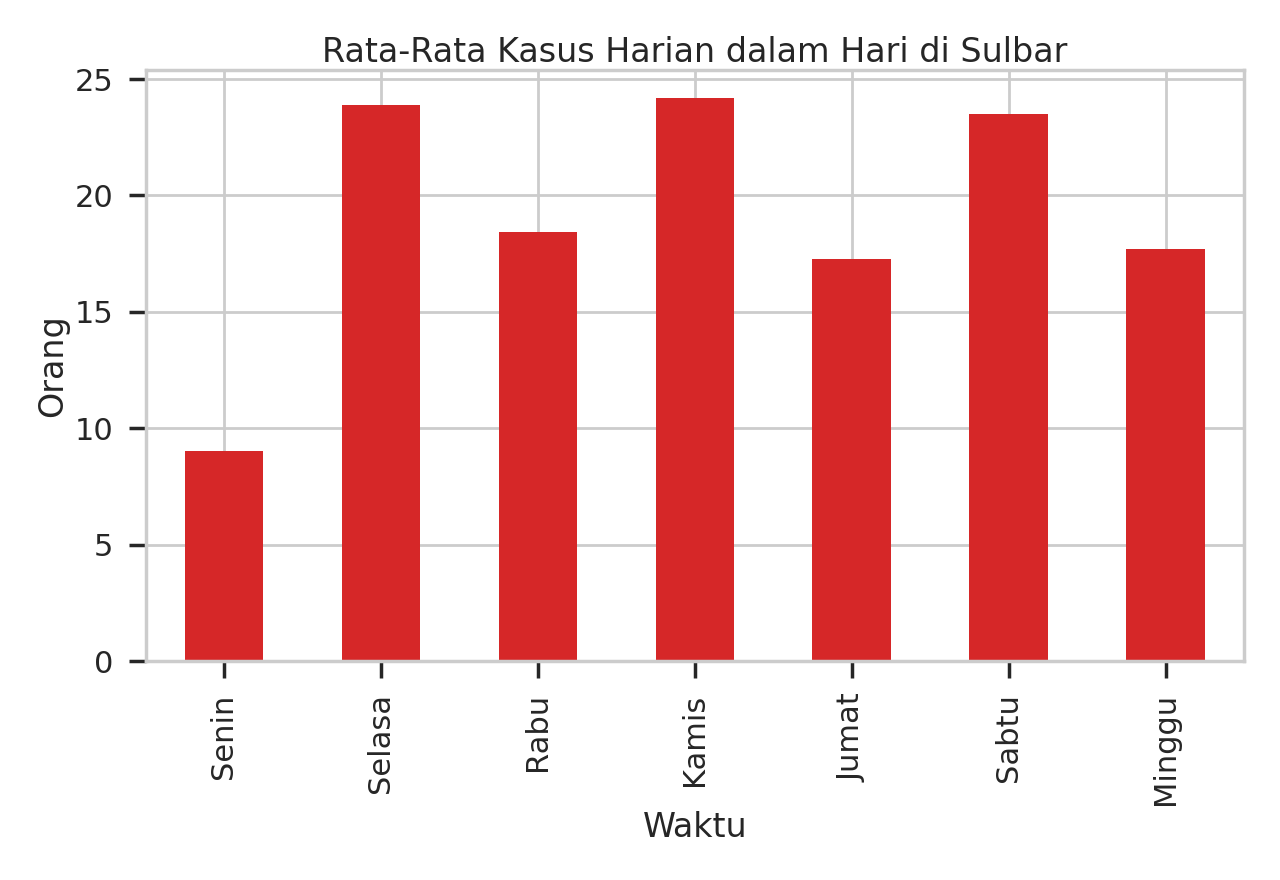 Rata-Rata Kasus Harian dalam Hari di Sulbar
25
20
15
10
5
0
Orang
Senin
Selasa
Rabu
Kamis
Jumat
Sabtu
Minggu
Waktu